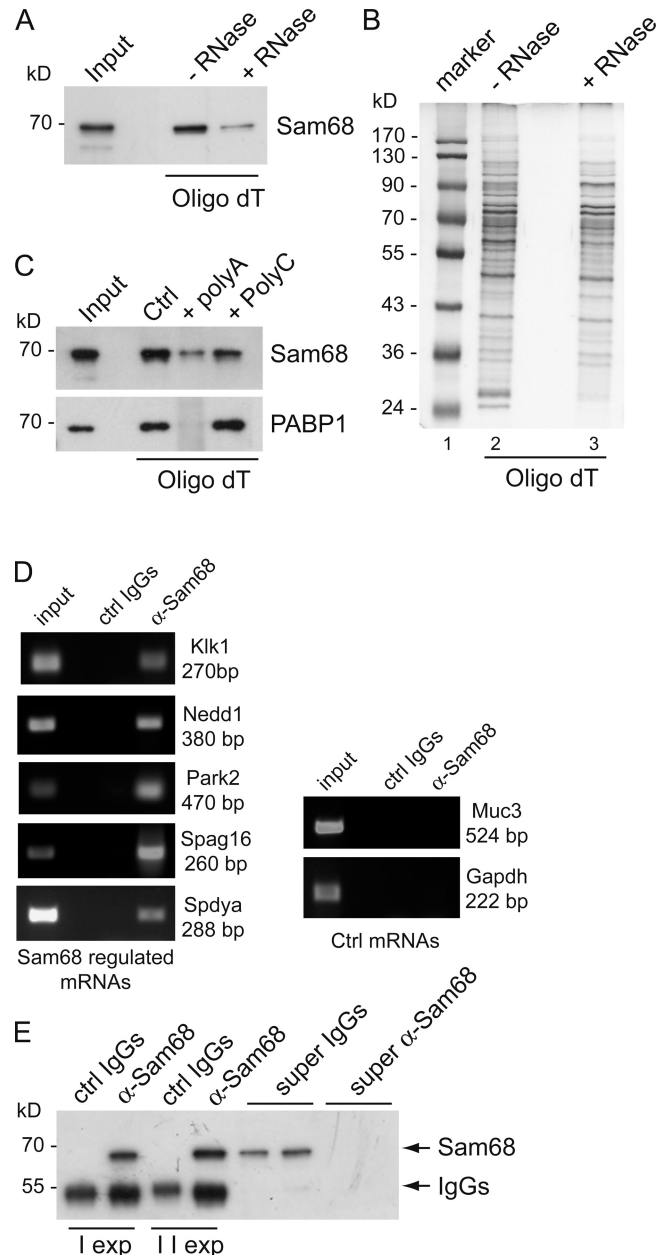 A
kD
Input
- RNase
+ RNase
70 -
Sam68
Oligo dT
B
kD
marker
- RNase
+ RNase
170 -
130 -
90 -
70 -
55 -
43 -
36 -
24 -
1 2 3
Oligo dT
C
kD
Input
Ctrl
+ polyA
+ PolyC
70 -
Sam68
70 -
PABP1
Oligo dT
D
input
ctrl IgGs
α-Sam68
Klk1
270bp
Nedd1
380 bp
Park2
470 bp
Spag16
260 bp
Spdya
288 bp
Sam68 regulated
mRNAs
input
ctrl IgGs
α-Sam68
Muc3
524 bp
Gapdh
222 bp
Ctrl mRNAs
E
kD
ctrl IgGs
α-Sam68
ctrl IgGs
α-Sam68
super IgGs
super α-Sam68
70 -
Sam68
55 -
IgGs
I exp
I I exp